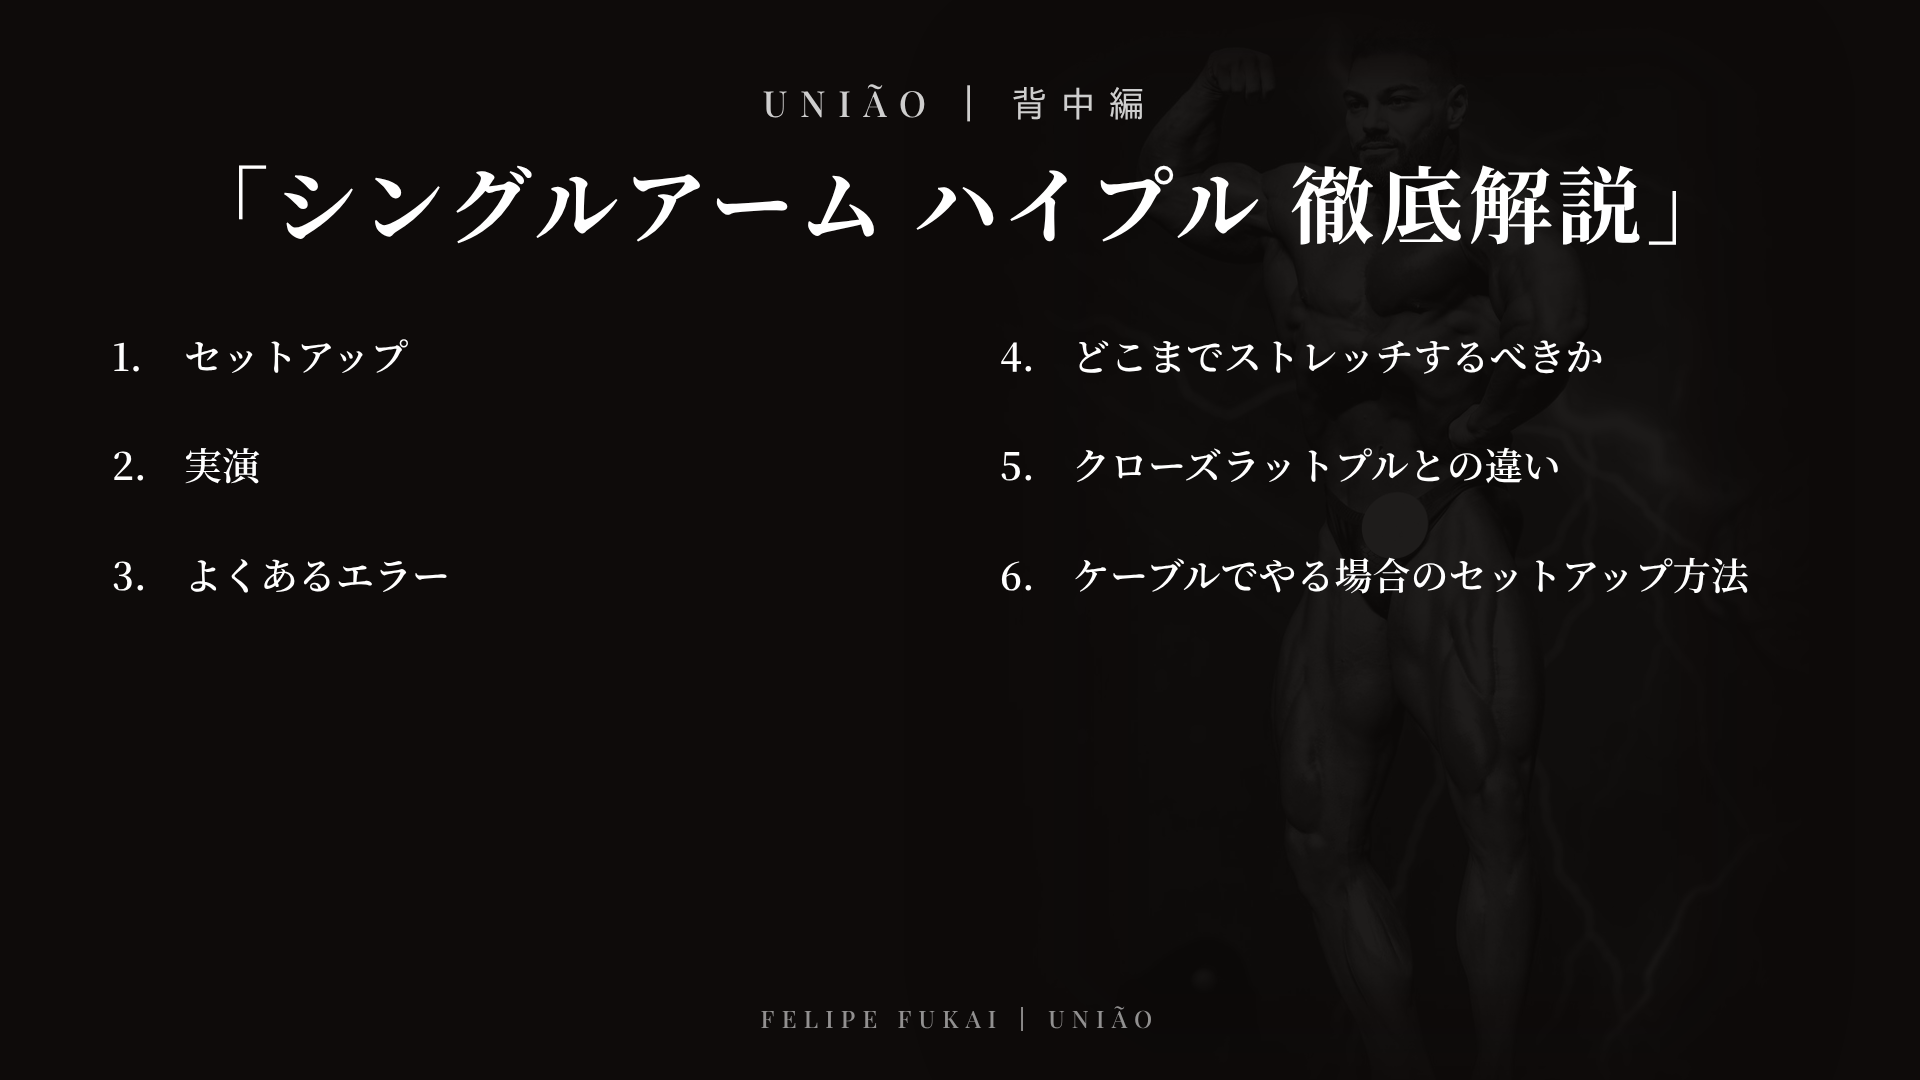 UNIÃO | 背中編
「シングルアーム ハイプル 徹底解説」
1. セットアップ
2. 実演
3. よくあるエラー
4. どこまでストレッチするべきか
5. クローズラットプルとの違い
6. ケーブルでやる場合のセットアップ方法
FELIPE FUKAI | UNIÃO